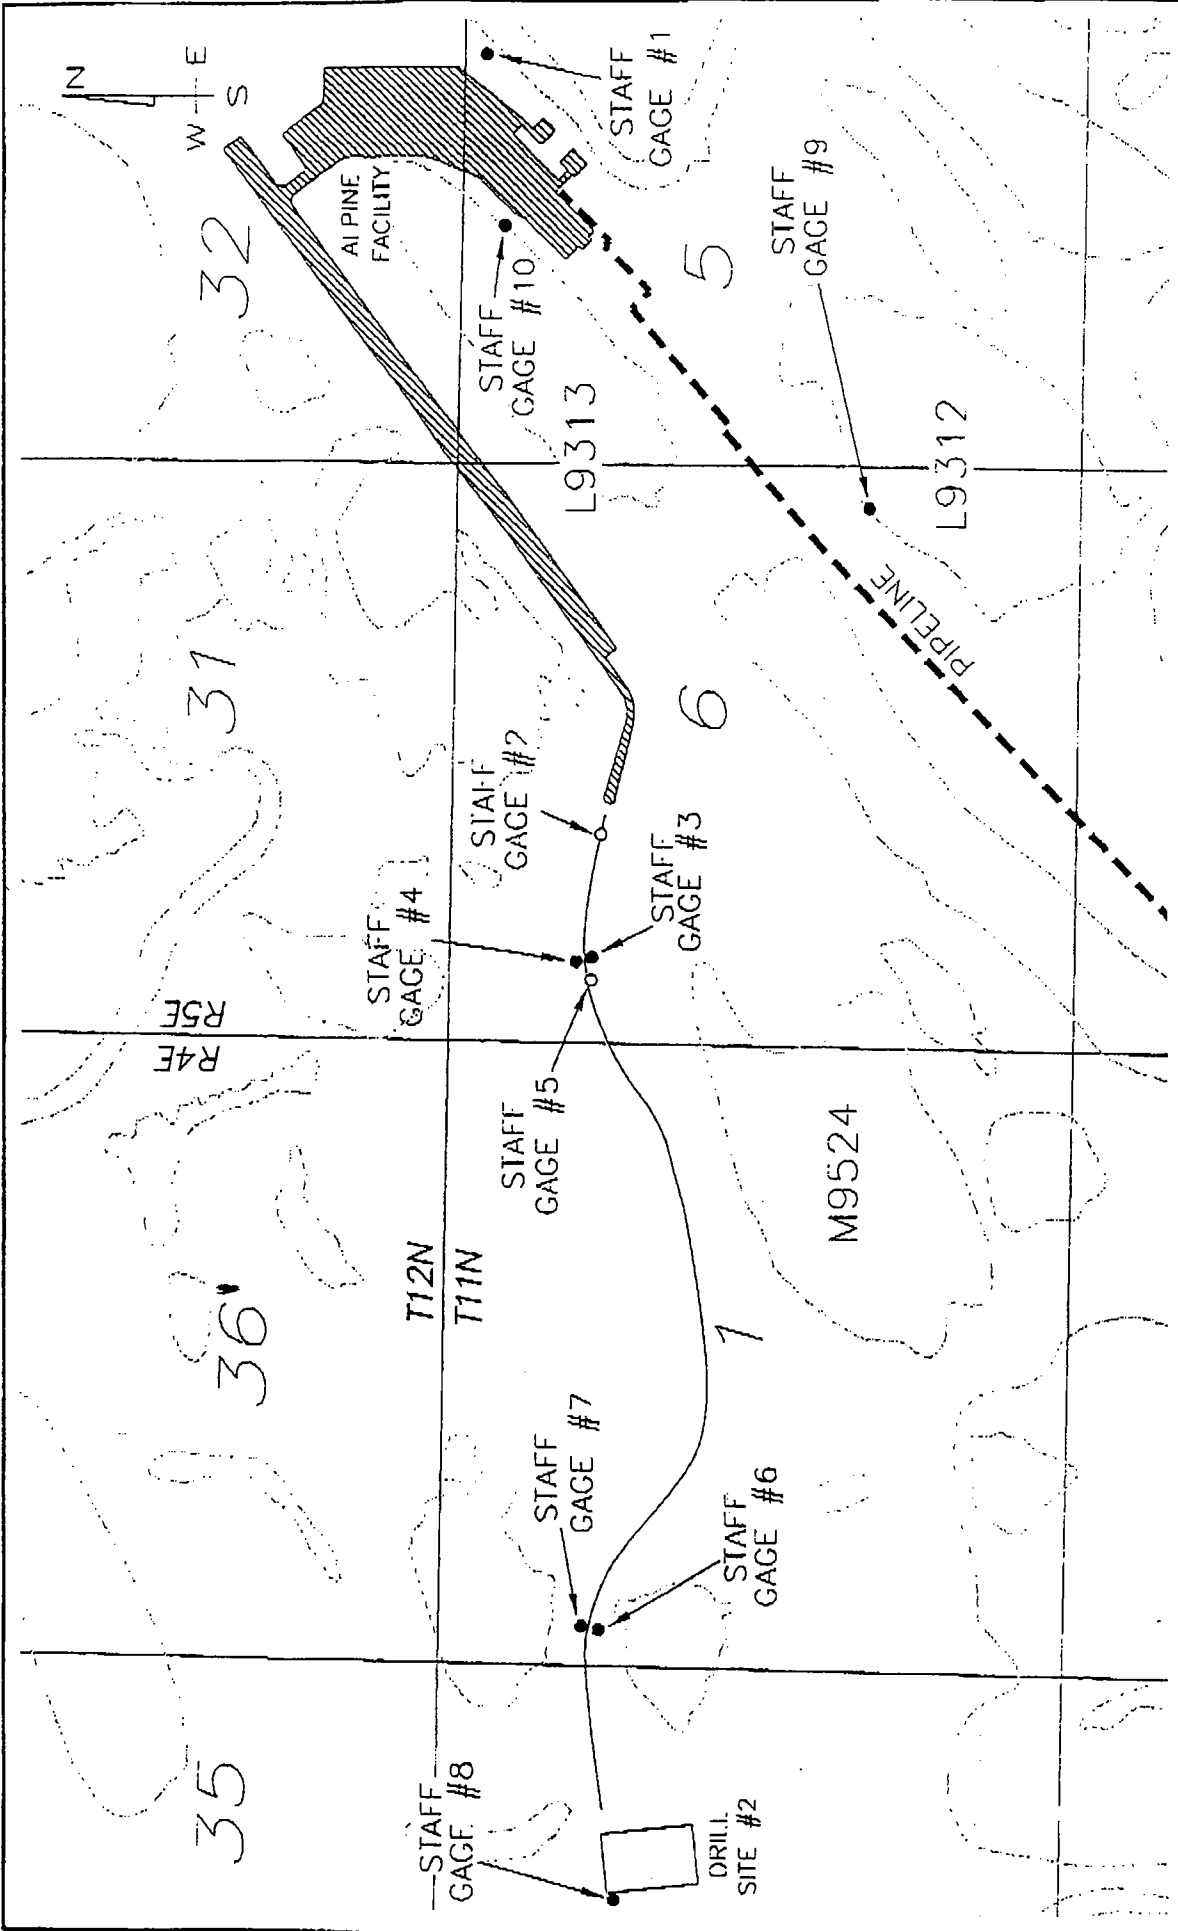 N
W
E
S
35
36
31
32
R4E
R5E
T12N
T11N
ALPINE
FACILITY
STAFF
GAGE #8
STAFF
GAGE #7
STAFF
GAGE #5
STAFF
GAGE #4
STAFF
GAGE #2
STAFF
GAGE #10
STAFF
GAGE #1
L9313
DRILL
SITE #2
STAFF
GAGE #6
1
STAFF
GAGE #3
6
5
STAFF
GAGE #9
M9524
PIPELINE
L9312